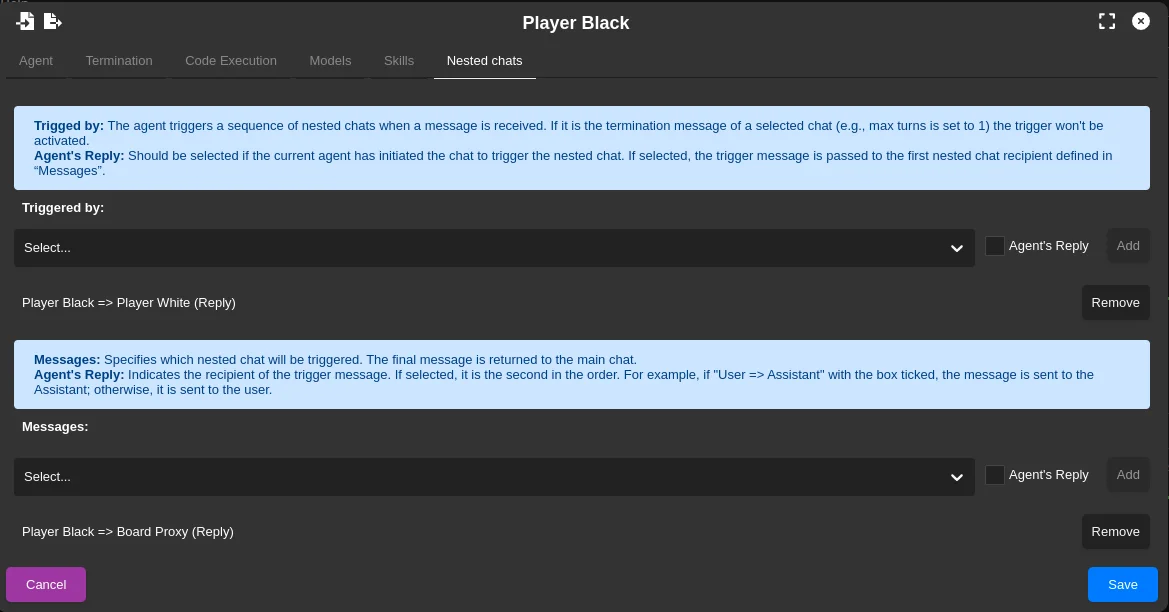 Player Black
Agent
Termination
Code Execution
Models
Skills
Nested chats
Trigged by: The agent triggers a sequence of nested chats when a message is received. If it is the termination message of a selected chat (e.g., max turns is set to 1) the trigger won't be
activated.
Agent's Reply: Should be selected if the current agent has initiated the chat to trigger the nested chat. If selected, the trigger message is passed to the first nested chat recipient defined in
“Messages”.
Triggered by:
Select...
Agent's Reply
Add
Player Black => Player White (Reply)
Remove
Messages: Specifies which nested chat will be triggered. The final message is returned to the main chat.
Agent's Reply: Indicates the recipient of the trigger message. If selected, it is the second in the order. For example, if "User => Assistant" with the box ticked, the message is sent to the
Assistant; otherwise, it is sent to the user.
Messages:
Select...
Agent's Reply
Add
Player Black => Board Proxy (Reply)
Remove
Cancel
Save